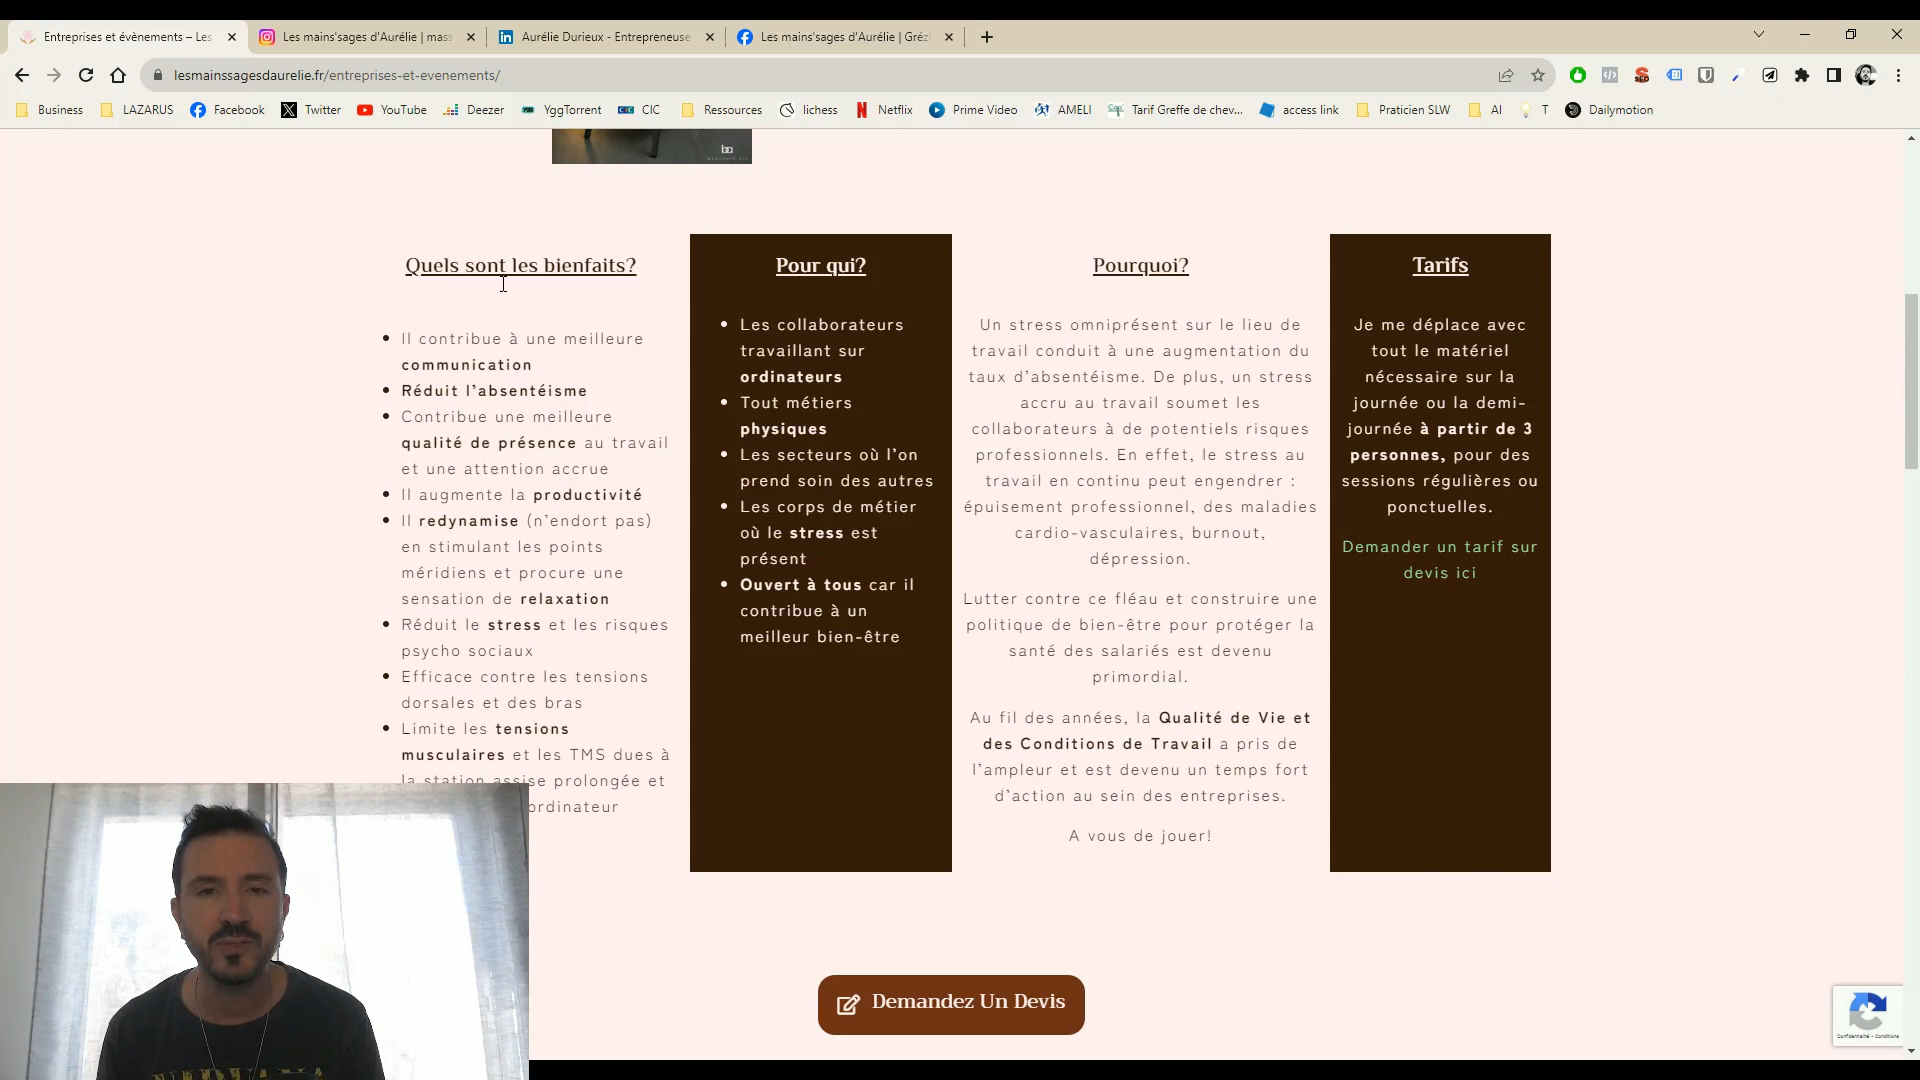 Entreprises et évènements – Les
Les mains'sages d'Aurélie | mass
Aurélie Durieux - Entrepreneuse
Les mains'sages d'Aurélie | Gréz
lesmainssagesdaurelie.fr/entreprises-et-evenements/
Business
LAZARUS
Facebook
Twitter
YouTube
Deezer
YggTorrent
CIC
Ressources
lichess
Netflix
Prime Video
AMELI
Tarif Greffe de chev...
access link
Praticien SLW
AI
T
Dailymotion
Quels sont les bienfaits?
Il contribue à une meilleure
communication
Réduit l’absentéisme
Contribue une meilleure
qualité de présence au travail
et une attention accrue
Il augmente la productivité
Il redynamise (n’endort pas)
en stimulant les points
méridiens et procure une
sensation de relaxation
Réduit le stress et les risques
psycho sociaux
Efficace contre les tensions
dorsales et des bras
Limite les tensions
musculaires et les TMS dues à
la station assise prolongée et
ordinateur
Pour qui?
Les collaborateurs
travaillant sur
ordinateurs
Tout métiers
physiques
Les secteurs où l’on
prend soin des autres
Les corps de métier
où le stress est
présent
Ouvert à tous car il
contribue à un
meilleur bien-être
Pourquoi?
Un stress omniprésent sur le lieu de
travail conduit à une augmentation du
taux d’absentéisme. De plus, un stress
accru au travail soumet les
collaborateurs à de potentiels risques
professionnels. En effet, le stress au
travail en continu peut engendrer :
épuisement professionnel, des maladies
cardio-vasculaires, burnout,
dépression.
Lutter contre ce fléau et construire une
politique de bien-être pour protéger la
santé des salariés est devenu
primordial.
Au fil des années, la Qualité de Vie et
des Conditions de Travail a pris de
l’ampleur et est devenu un temps fort
d’action au sein des entreprises.
A vous de jouer!
Tarifs
Je me déplace avec
tout le matériel
nécessaire sur la
journée ou la demi-
journée à partir de 3
personnes, pour des
sessions régulières ou
ponctuelles.
Demander un tarif sur
devis ici
Demandez Un Devis
Confidentialité - Conditions